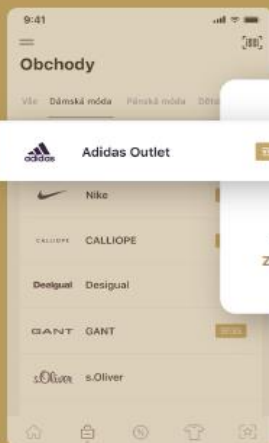 9:41
Obchody
Vše Dámská móda Pánská móda Děts
adidas Adidas Outlet
Nike
CALLIOPE CALLIOPE
Desigual Desigual
GANT GANT
s.Oliver s.Oliver
Z